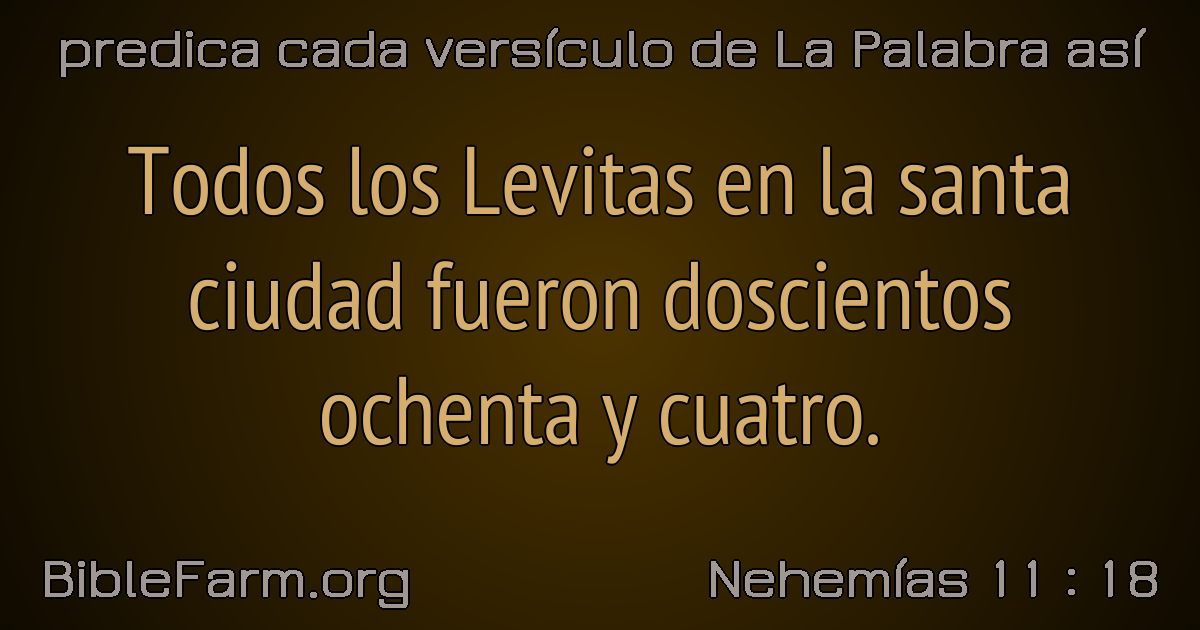 predica cada versículo de La Palabra así
Todos los Levitas en la santa
ciudad fueron doscientos
ochenta y cuatro.
BibleFarm.org
Nehemías 11 : 18